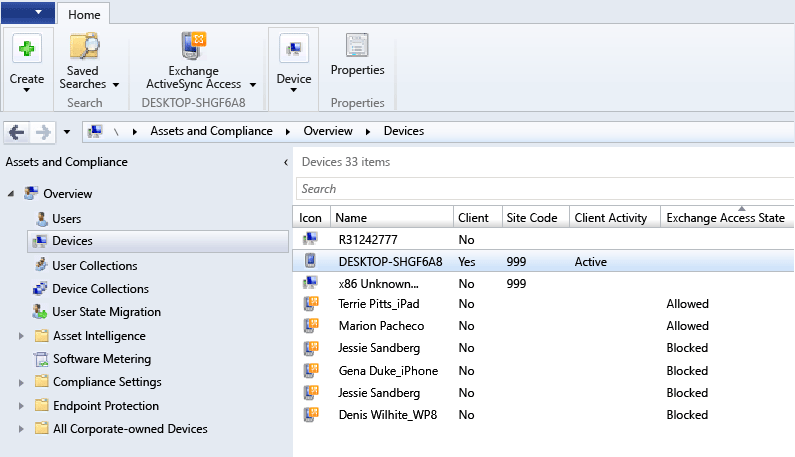 Home
Create
Saved Searches
Search
Exchange ActiveSync Access
DESKTOP-SHGF6A8
Device
Properties
Properties
\ Assets and Compliance Overview Devices
Assets and Compliance
Overview
Users
Devices
User Collections
Device Collections
User State Migration
Asset Intelligence
Software Metering
Compliance Settings
Endpoint Protection
All Corporate-owned Devices
Devices 33 items
Search
Icon Name Client Site Code Client Activity Exchange Access State
R31242777 No
DESKTOP-SHGF6A8 Yes 999 Active
x86 Unknown... No 999
Terrie Pitts_iPad No Allowed
Marion Pacheco No Allowed
Jessie Sandberg No Blocked
Gena Duke_iPhone No Blocked
Jessie Sandberg No Blocked
Denis Wilhite_WP8 No Blocked